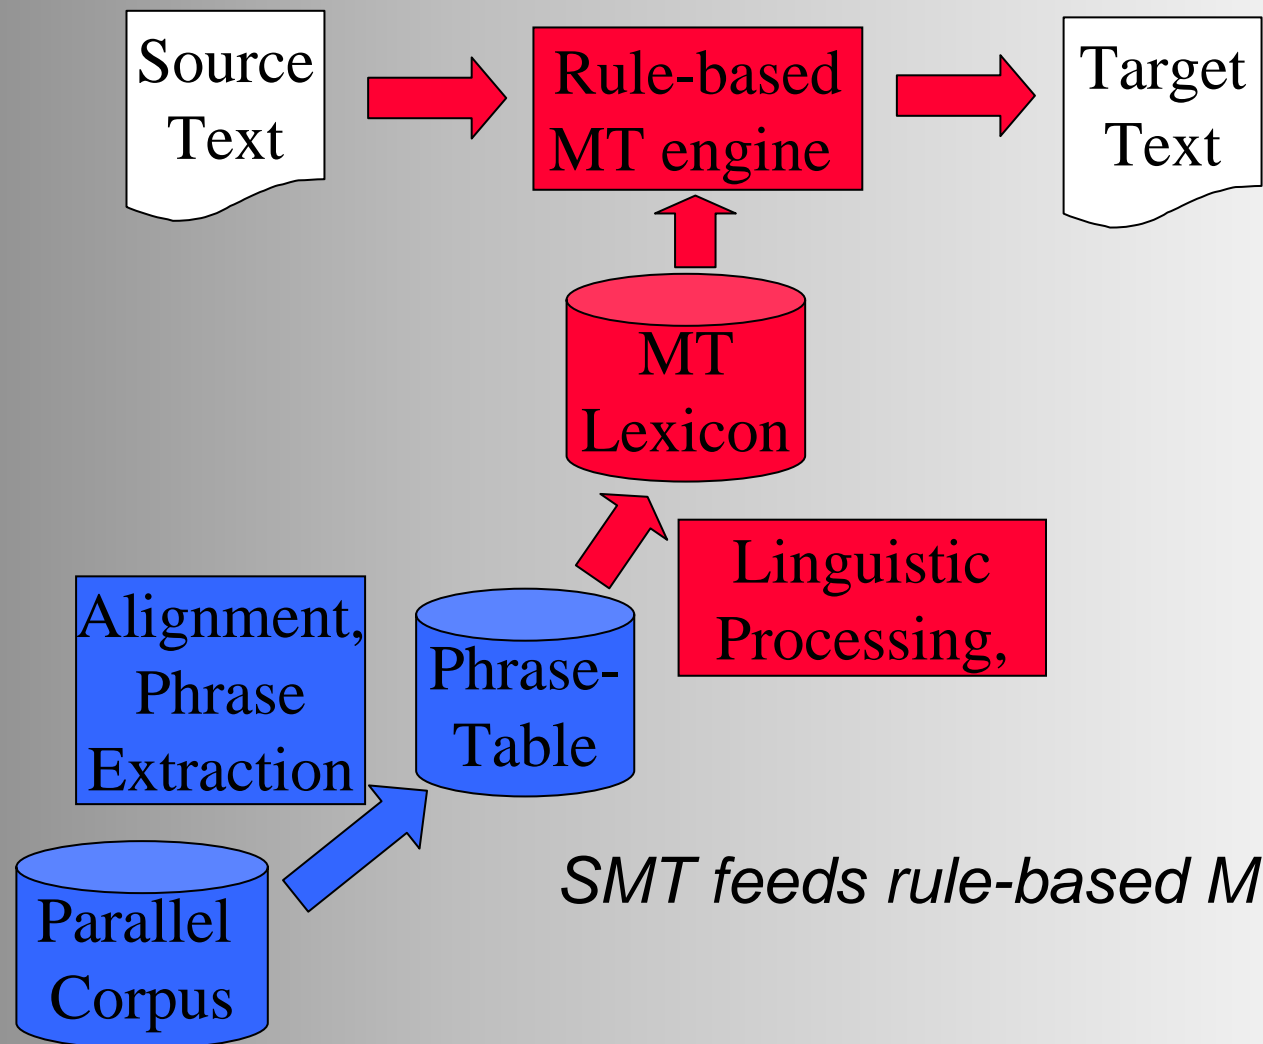 Source
Text
Rule-based
MT engine
Target
Text
MT
Lexicon
Linguistic
Processing,
Alignment,
Phrase
Extraction
Phrase-
Table
SMT feeds rule-based M
Parallel
Corpus